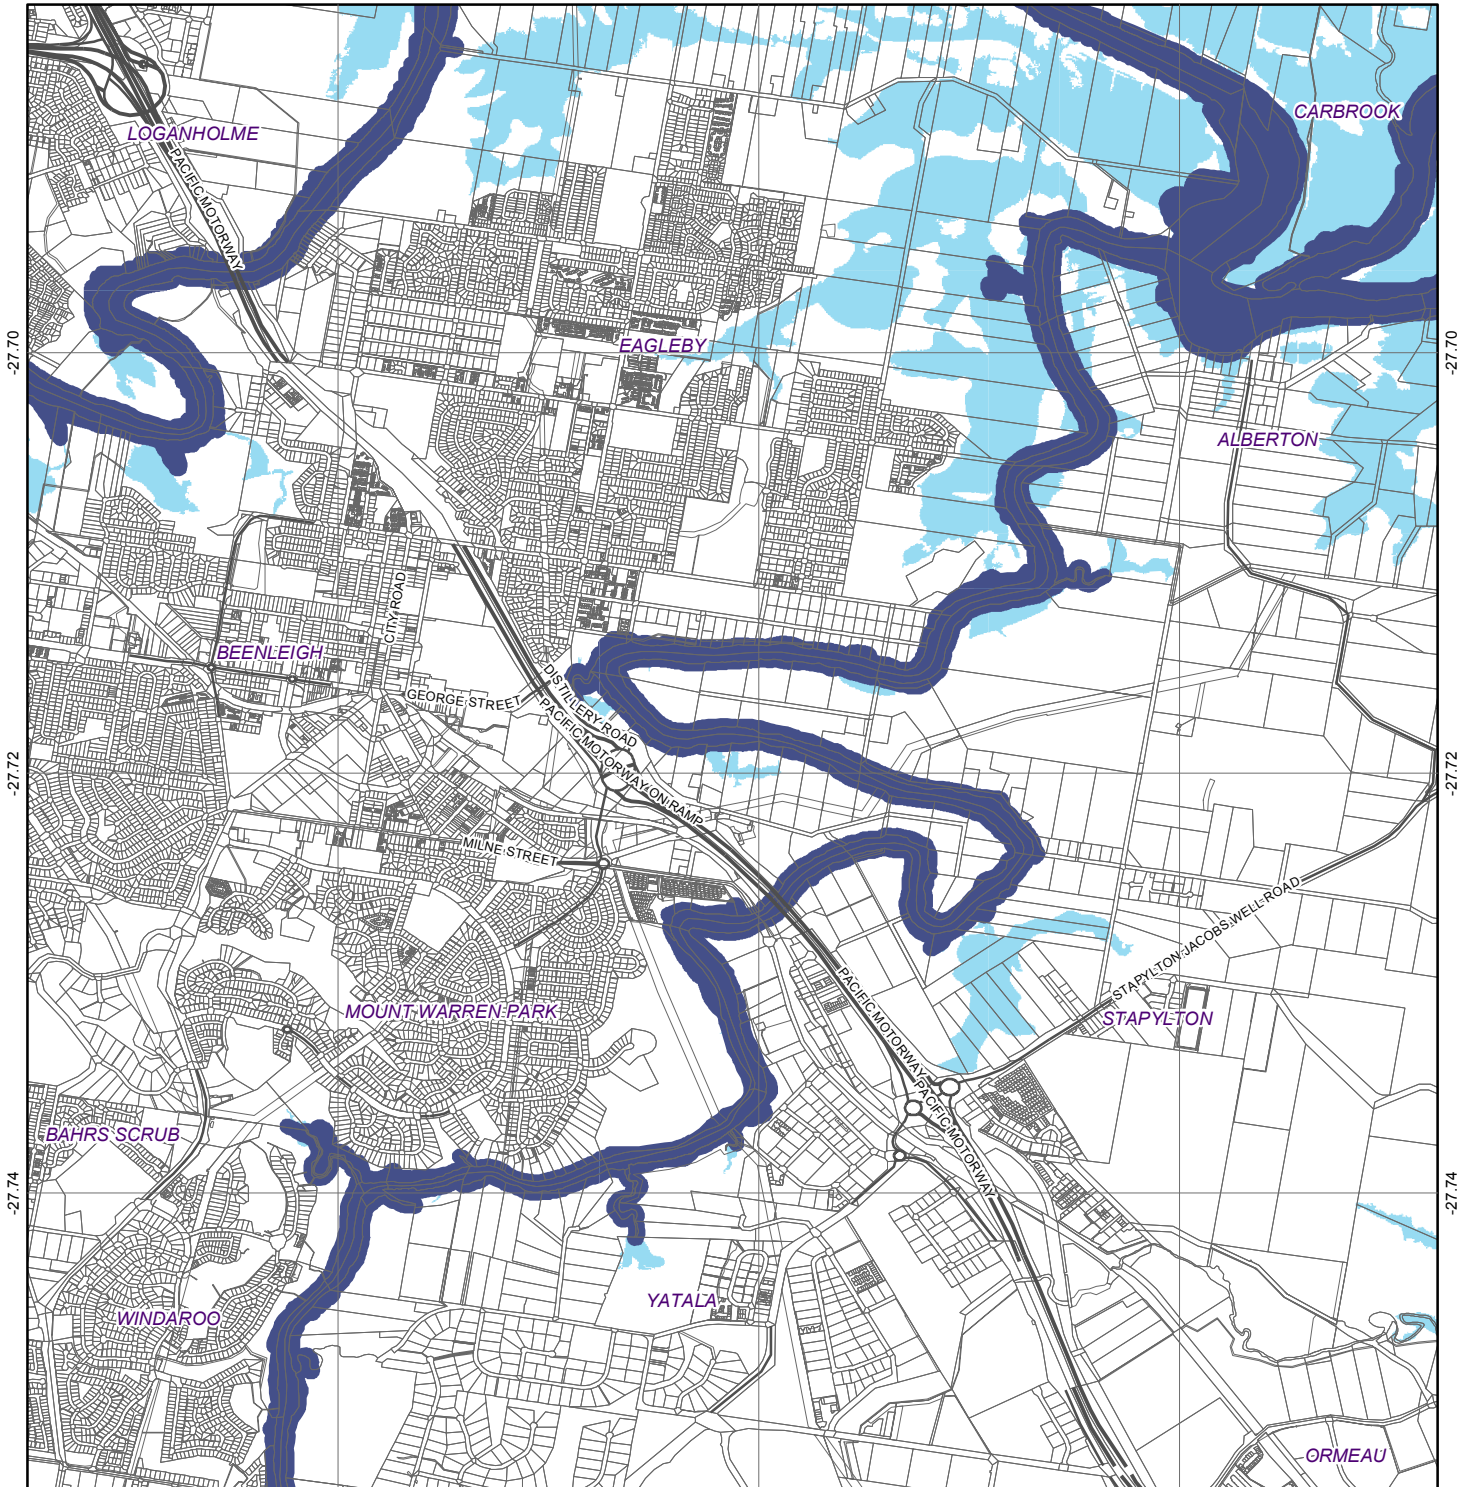 CARBROOK
LOGANHOLME
PACIFIC MOTORWAY
-27.70
EAGLEBY
-27.70
ALBERTON
CITY ROAD
BEENLEIGH
GEORGE STREET
DISTILLERY ROAD
PACIFIC MOTORWAY ON RAMP
-27.72
-27.72
MILNE STREET
STAPYLTON JACOBS WELL ROAD
PACIFIC MOTORWAY
MOUNT WARREN PARK
STAPYLTON
PACIFIC MOTORWAY
BAHRS SCRUB
-27.74
-27.74
YATALA
WINDAROO
ORMEAU